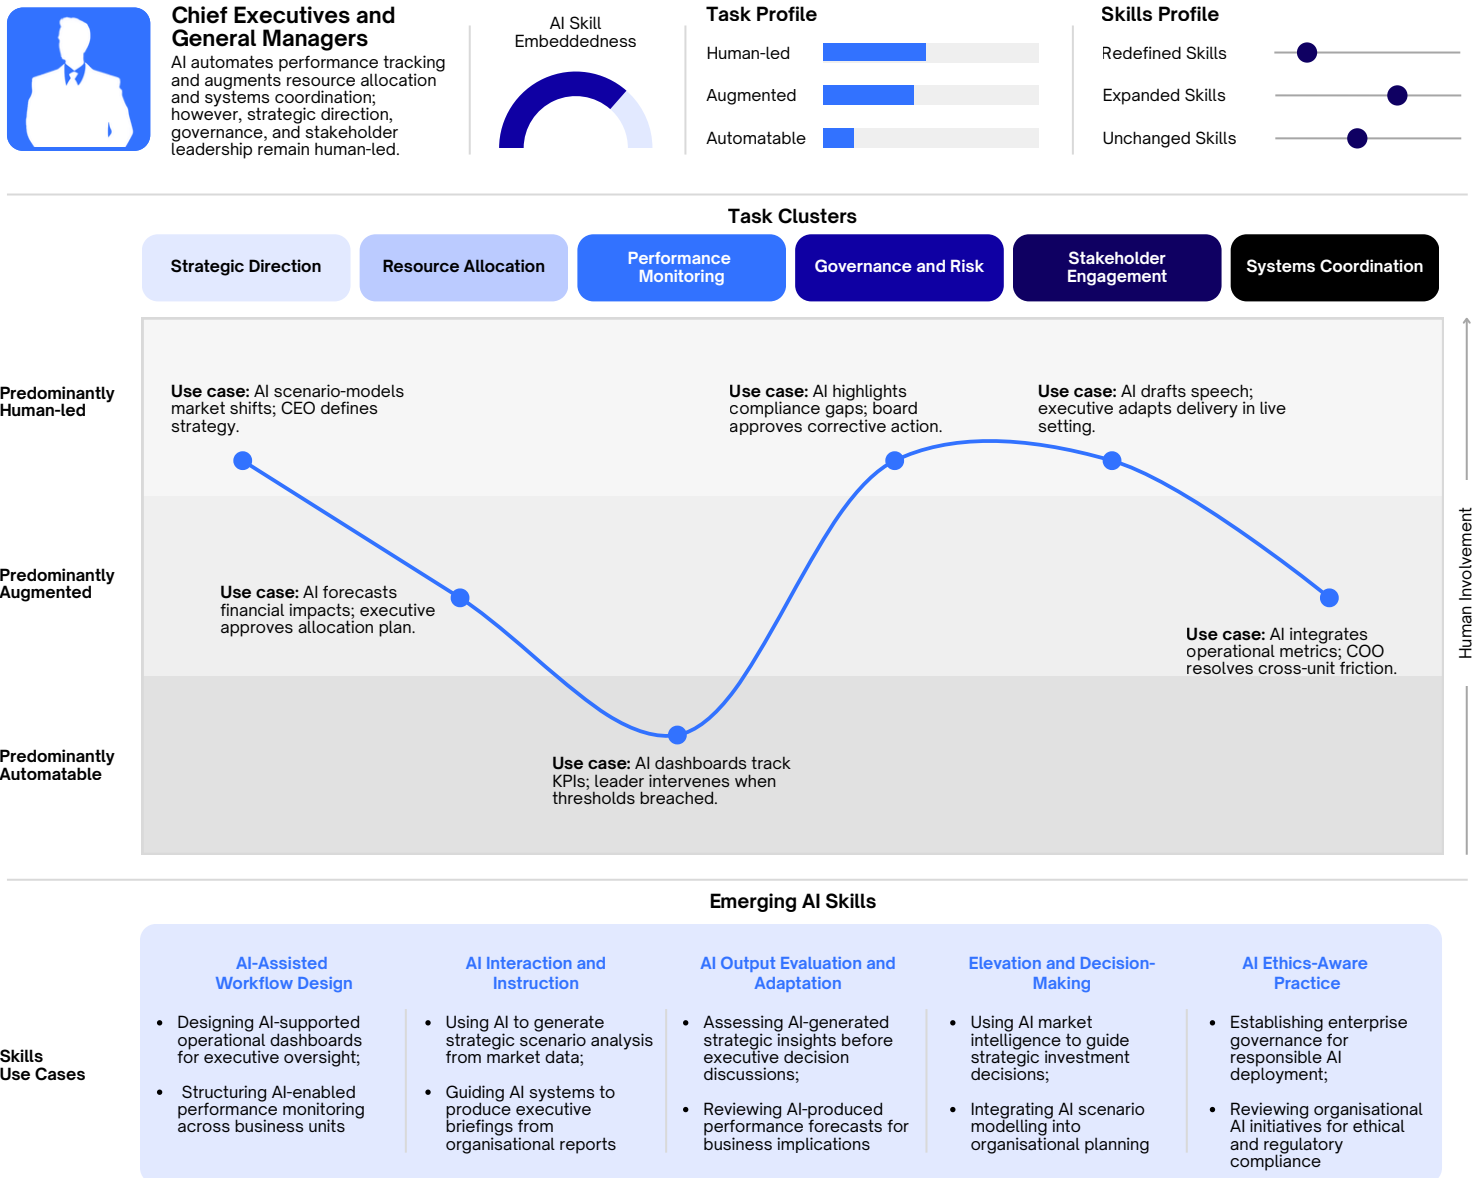 Chief Executives and
General Managers
AI automates performance tracking
and augments resource allocation
and systems coordination;
however, strategic direction,
governance, and stakeholder
leadership remain human-led.
AI Skill
Embeddedness
Task Profile
Human-led
Augmented
Automatable
Skills Profile
Redefined Skills
Expanded Skills
Unchanged Skills
Task Clusters
Strategic Direction
Resource Allocation
Performance
Monitoring
Governance and Risk
Stakeholder
Engagement
Systems Coordination
Predominantly
Human-led
Use case: AI scenario-models
market shifts; CEO defines
strategy.
Use case: AI highlights
compliance gaps; board
approves corrective action.
Use case: AI drafts speech;
executive adapts delivery in live
setting.
Predominantly
Augmented
Use case: AI forecasts
financial impacts; executive
approves allocation plan.
Use case: AI integrates
operational metrics; COO
resolves cross-unit friction.
Human Involvement
Predominantly
Automatable
Use case: AI dashboards track
KPIs; leader intervenes when
thresholds breached.
Emerging AI Skills
Skills
Use Cases
AI-Assisted
Workflow Design
• Designing AI-supported
operational dashboards
for executive oversight;
• Structuring AI-enabled
performance monitoring
across business units
AI Interaction and
Instruction
• Using AI to generate
strategic scenario analysis
from market data;
• Guiding AI systems to
produce executive
briefings from
organisational reports
AI Output Evaluation and
Adaptation
• Assessing AI-generated
strategic insights before
executive decision
discussions;
• Reviewing AI-produced
performance forecasts for
business implications
Elevation and Decision-
Making
• Using AI market
intelligence to guide
strategic investment
decisions;
• Integrating AI scenario
modelling into
organisational planning
AI Ethics-Aware
Practice
• Establishing enterprise
governance for
responsible AI
deployment;
• Reviewing organisational
AI initiatives for ethical
and regulatory
compliance